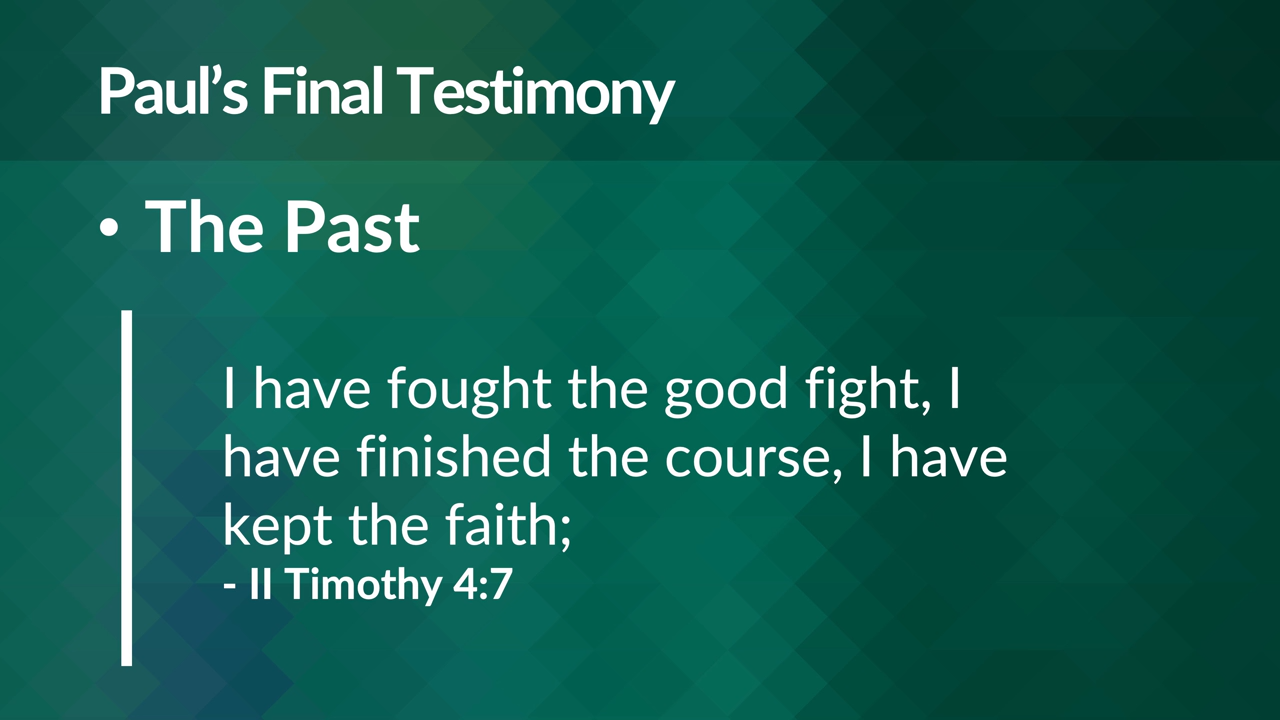 Paul’s Final Testimony
• The Past
I have fought the good fight, I
have finished the course, I have
kept the faith;
- II Timothy 4:7